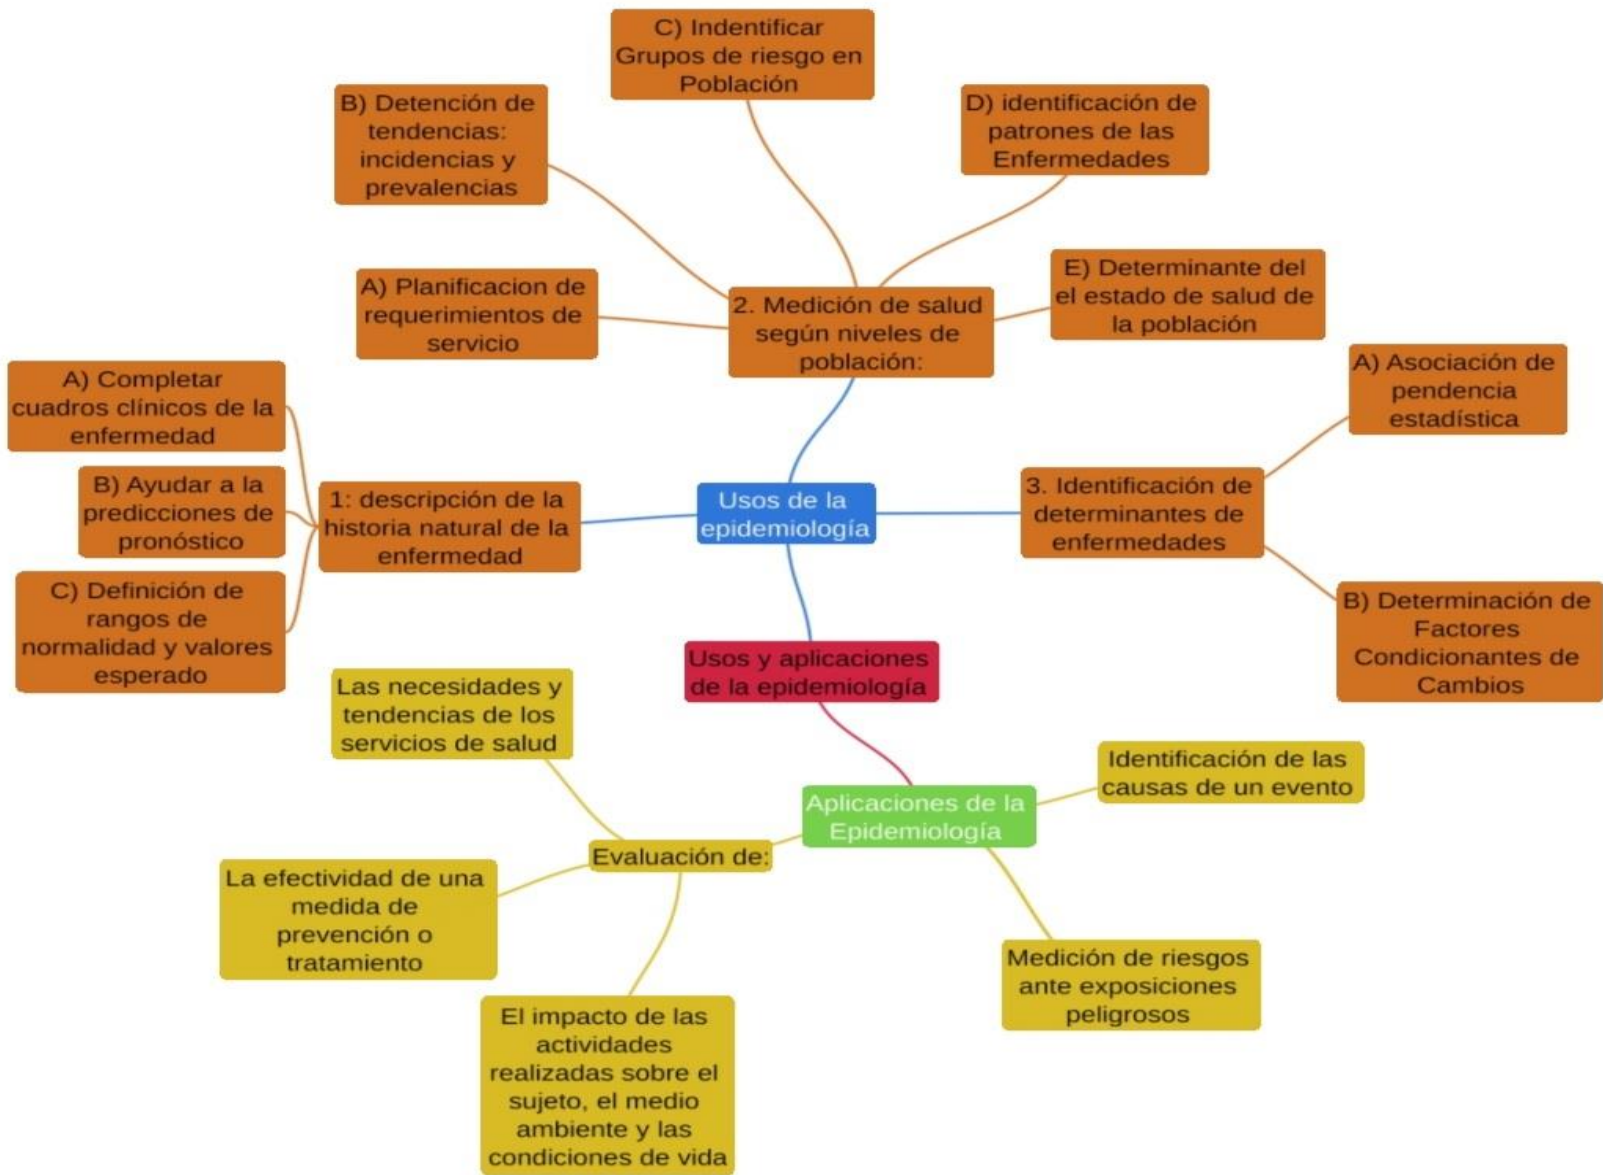 C) Indentificar
Grupos de riesgo en
Población
B) Detención de
tendencias:
incidencias y
prevalencias
D) identificación de
patrones de las
Enfermedades
A) Planificacion de
requerimientos de
servicio
2. Medición de salud
según niveles de
población:
E) Determinante del
el estado de salud de
la población
A) Completar
cuadros clínicos de la
enfermedad
B) Ayudar a la
predicciones de
pronóstico
C) Definición de
rangos de
normalidad y valores
esperado
1: descripción de la
historia natural de la
enfermedad
Usos de la
epidemiología
3. Identificación de
determinantes de
enfermedades
A) Asociación de
pendencia
estadística
B) Determinación de
Factores
Condicionantes de
Cambios
Usos y aplicaciones
de la epidemiología
Las necesidades y
tendencias de los
servicios de salud
Aplicaciones de la
Epidemiología
Identificación de las
causas de un evento
Evaluación de:
La efectividad de una
medida de
prevención o
tratamiento
Medición de riesgos
ante exposiciones
peligrosos
El impacto de las
actividades
realizadas sobre el
sujeto, el medio
ambiente y las
condiciones de vida